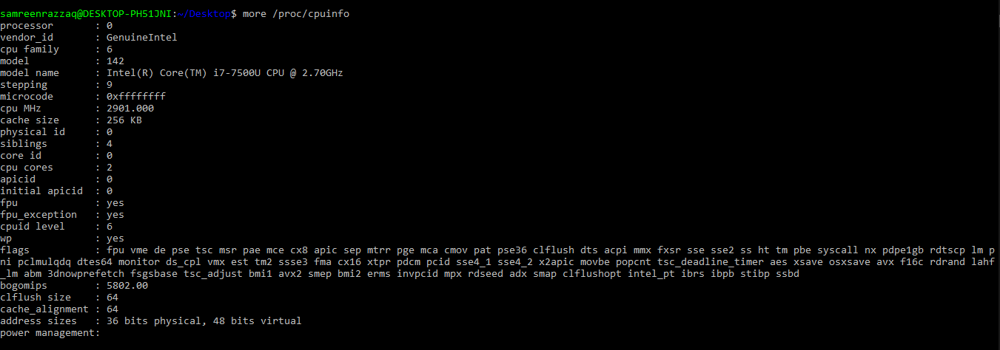 samreenrazzaq@DESKTOP-PH51JNI:~/Desktop$ more /proc/cpuinfo
processor       : 0
vendor_id       : GenuineIntel
cpu family      : 6
model           : 142
model name      : Intel(R) Core(TM) i7-7500U CPU @ 2.70GHz
stepping        : 9
microcode       : 0xffffffff
cpu MHz         : 2901.000
cache size      : 256 KB
physical id     : 0
siblings        : 4
core id         : 0
cpu cores       : 2
apicid          : 0
initial apicid  : 0
fpu             : yes
fpu_exception   : yes
cpuid level     : 6
wp              : yes
flags           : fpu vme de pse tsc msr pae mce cx8 apic sep mtrr pge mca cmov pat pse36 clflush dts acpi mmx fxsr sse sse2 ss ht tm pbe syscall nx pdpe1gb rdtscp lm p
ni pclmulqdq dtes64 monitor ds_cpl vmx est tm2 ssse3 fma cx16 xtpr pdcm pcid sse4_1 sse4_2 x2apic movbe popcnt tsc_deadline_timer aes xsave osxsave avx f16c rdrand lahf
_lm abm 3dnowprefetch fsgsbase tsc_adjust bmi1 avx2 smep bmi2 erms invpcid mpx rdseed adx smap clflushopt intel_pt ibrs ibpb stibp ssbd
bogomips        : 5802.00
clflush size    : 64
cache_alignment : 64
address sizes   : 36 bits physical, 48 bits virtual
power management: